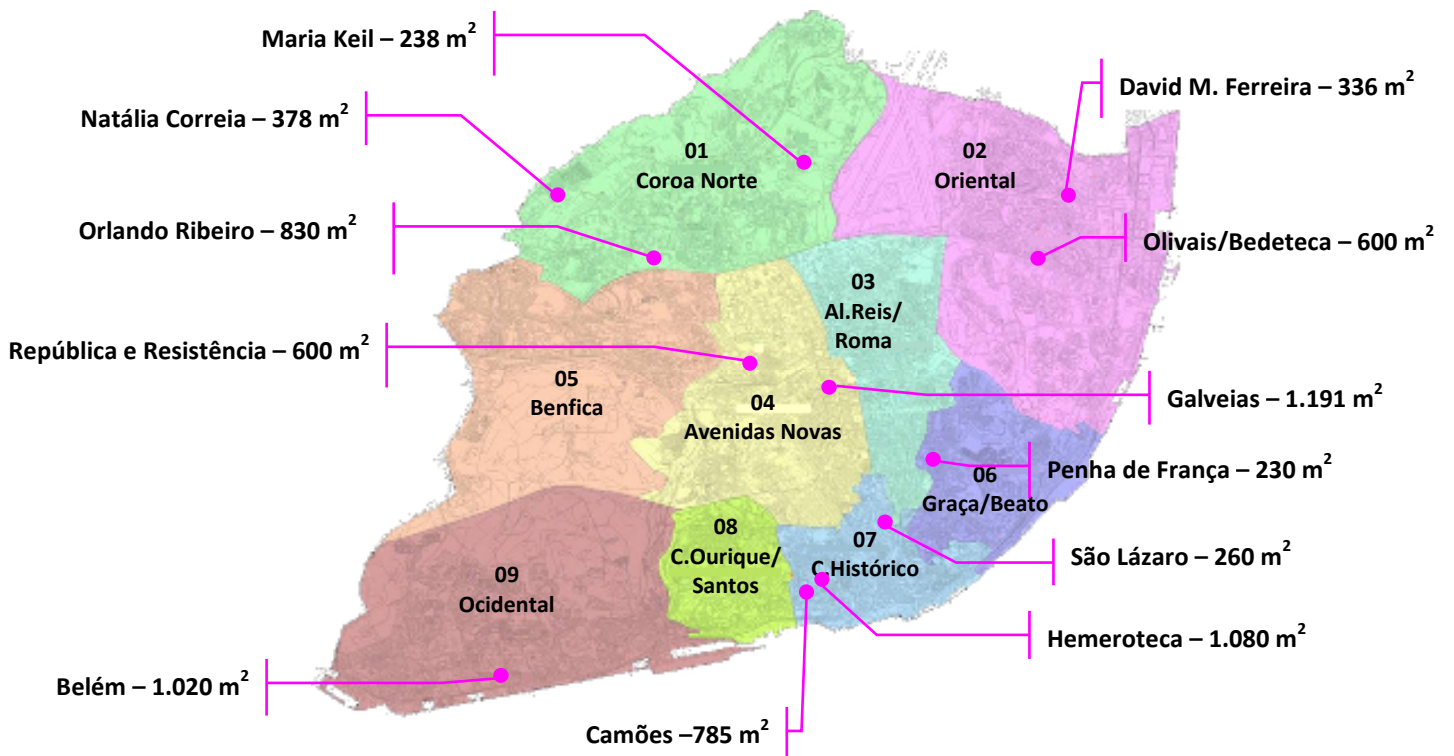 Maria Keil – 238 m²
David M. Ferreira – 336 m²
Natália Correia – 378 m²
01
Coroa Norte
02
Oriental
Orlando Ribeiro – 830 m²
Olivais/Bedeteca – 600 m²
03
Al.Reis/
Roma
República e Resistência – 600 m²
05
Benfica
04
Avenidas Novas
Galveias – 1.191 m²
Penha de França – 230 m²
06
Graça/Beato
08
C.Ourique/
Santos
07
C.Histórico
São Lázaro – 260 m²
09
Ocidental
Hemeroteca – 1.080 m²
Belém – 1.020 m²
Camões –785 m²